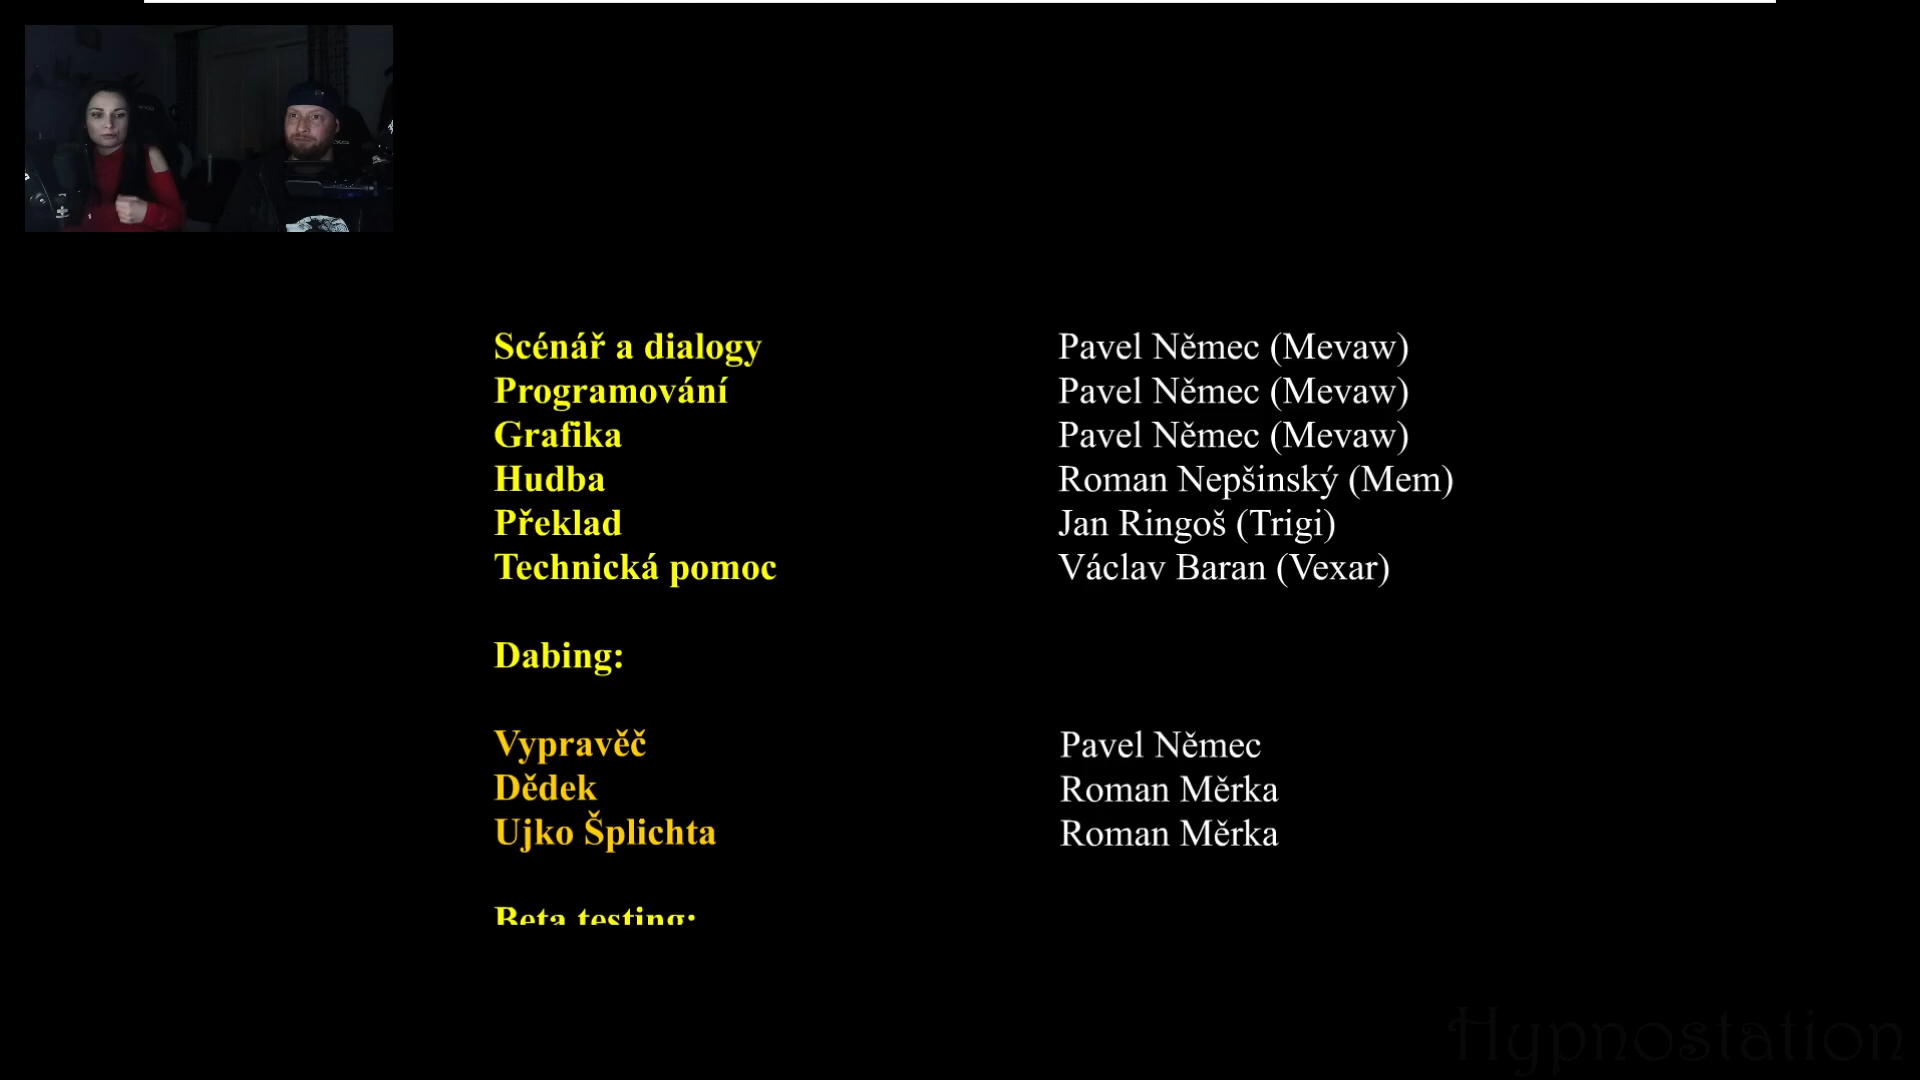 Scénář a dialogy Pavel Němec (Mevaw)
Programování Pavel Němec (Mevaw)
Grafika Pavel Němec (Mevaw)
Hudba Roman Nepšinský (Mem)
Překlad Jan Ringoš (Trigi)
Technická pomoc Václav Baran (Vexar)
Dabing:
Vypravěč Pavel Němec
Dědek Roman Měrka
Ujko Šplichta Roman Měrka
Beta testing:
Hypnostation